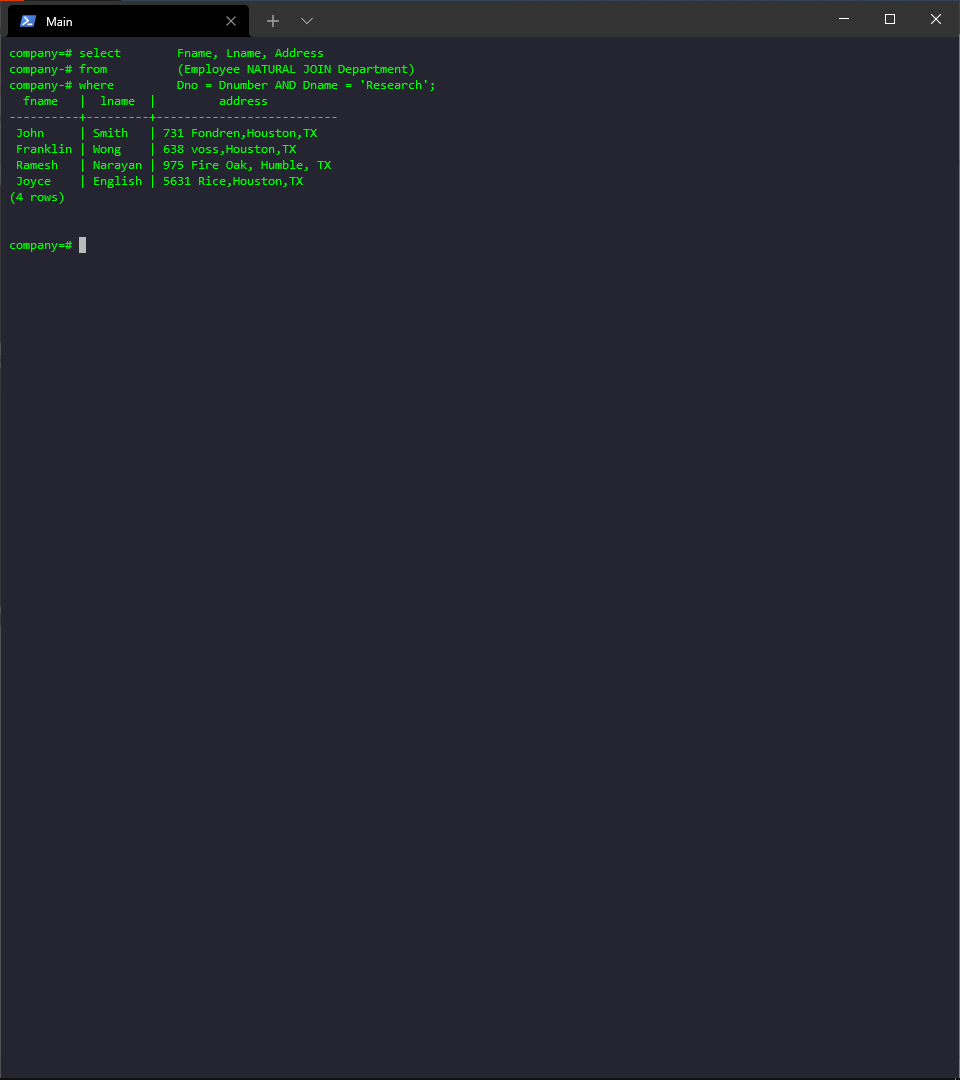 Main
company=# select        Fname, Lname, Address
company-# from          (Employee NATURAL JOIN Department)
company-# where         Dno = Dnumber AND Dname = 'Research';
  fname   |  lname  |         address
----------+---------+--------------------------
 John     | Smith   | 731 Fondren,Houston,TX
 Franklin | Wong    | 638 voss,Houston,TX
 Ramesh   | Narayan | 975 Fire Oak, Humble, TX
 Joyce    | English | 5631 Rice,Houston,TX
(4 rows)
company=#